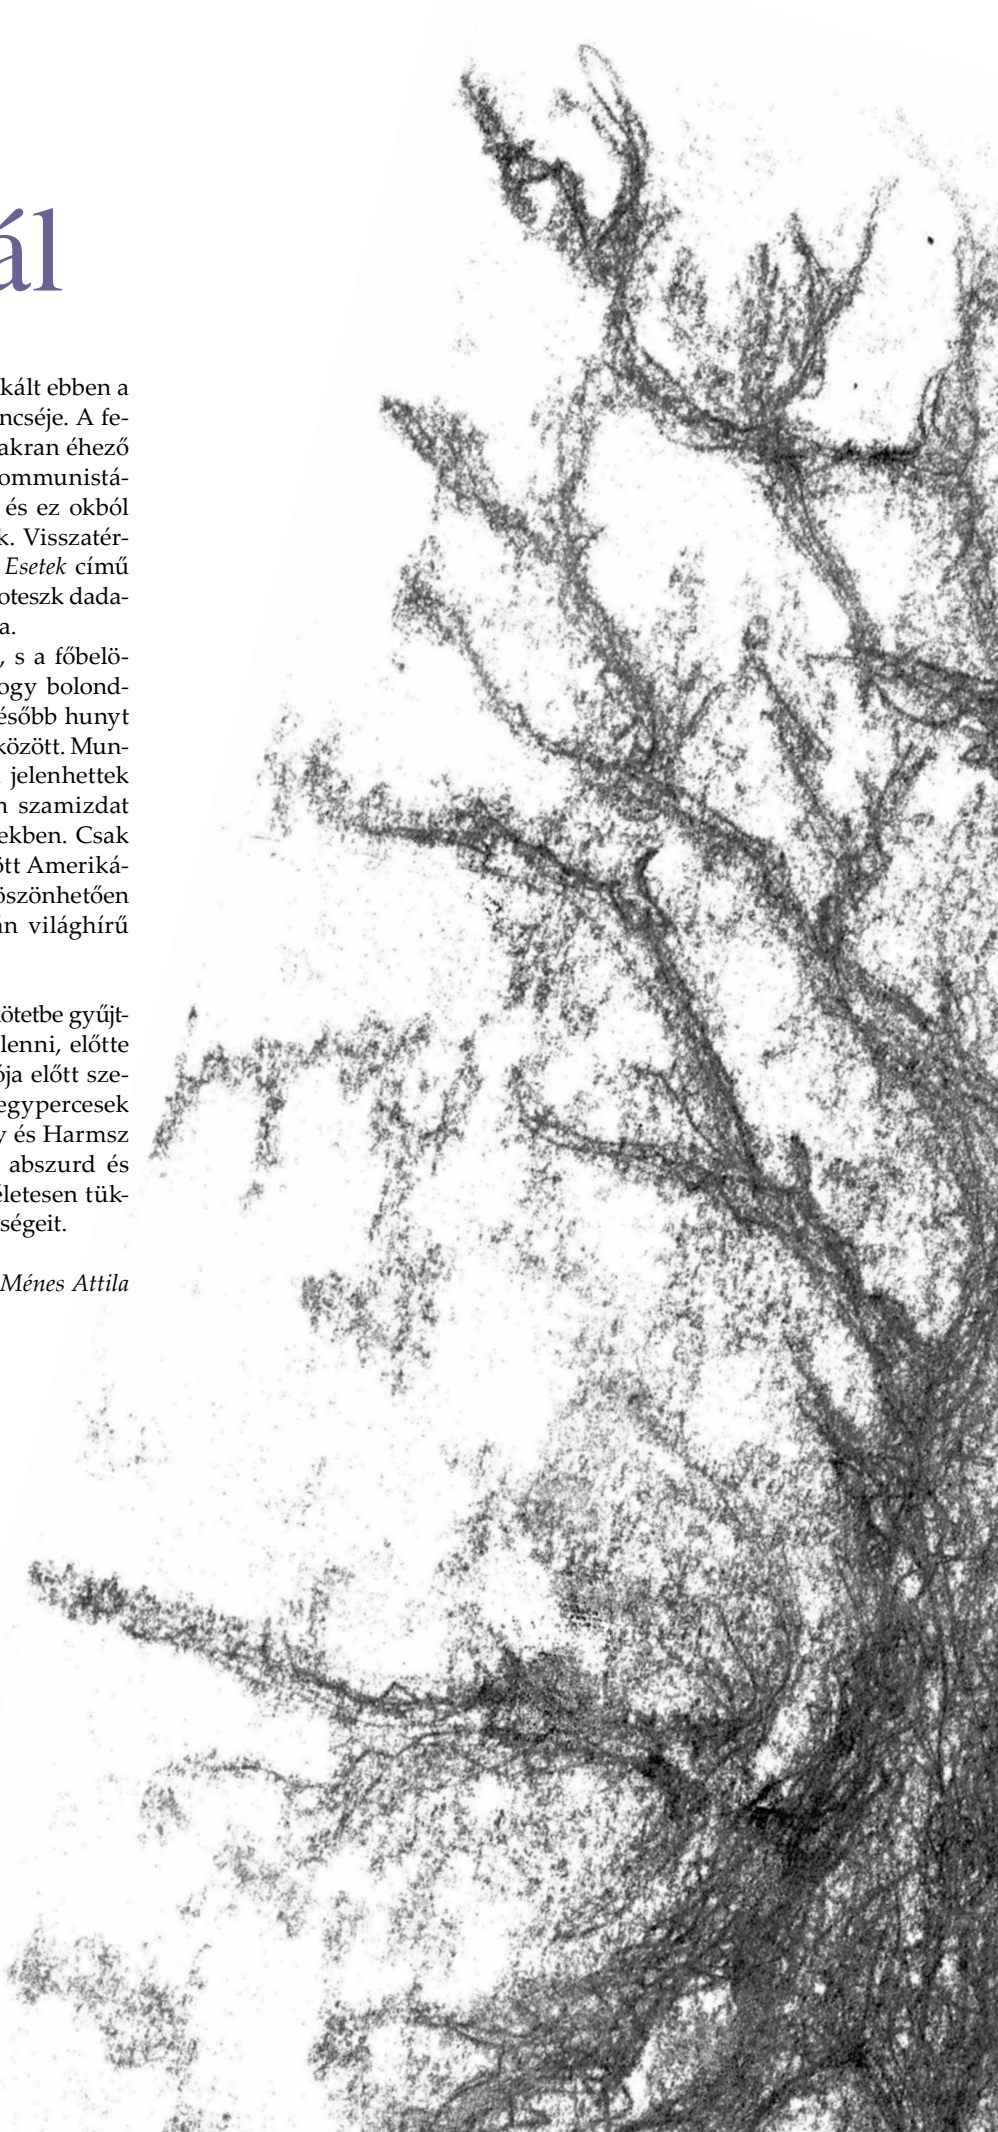 ál
kált ebben a
ncséje. A fe-
akran éhező
ommunistá-
és ez okból
k. Visszatér-
Esetek című
oteszk dada-
a.
, s a főbelö-
ogy bolond-
ésőbb hunyt
között. Mun-
jelenhettek
n szamizdat
ekben. Csak
ött Ameriká-
öszönhetően
án világhírű
ötetbe gyűjt-
lenni, előtte
ója előtt sze-
egypercesek
y és Harmsz
abszurd és
életesen tük-
ségeit.
Ménes Attila